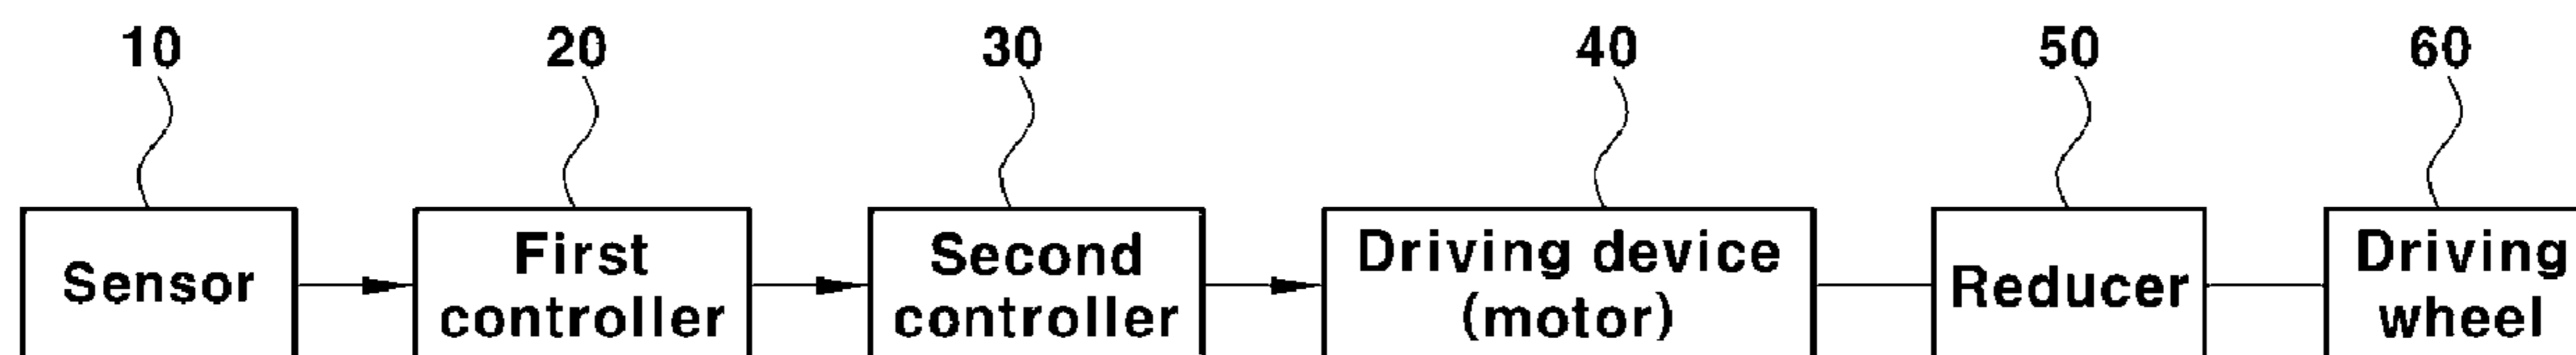 10 20 30 40 50 60
Sensor
First
controller
Second
controller
Driving device
(motor)
Reducer
Driving
wheel